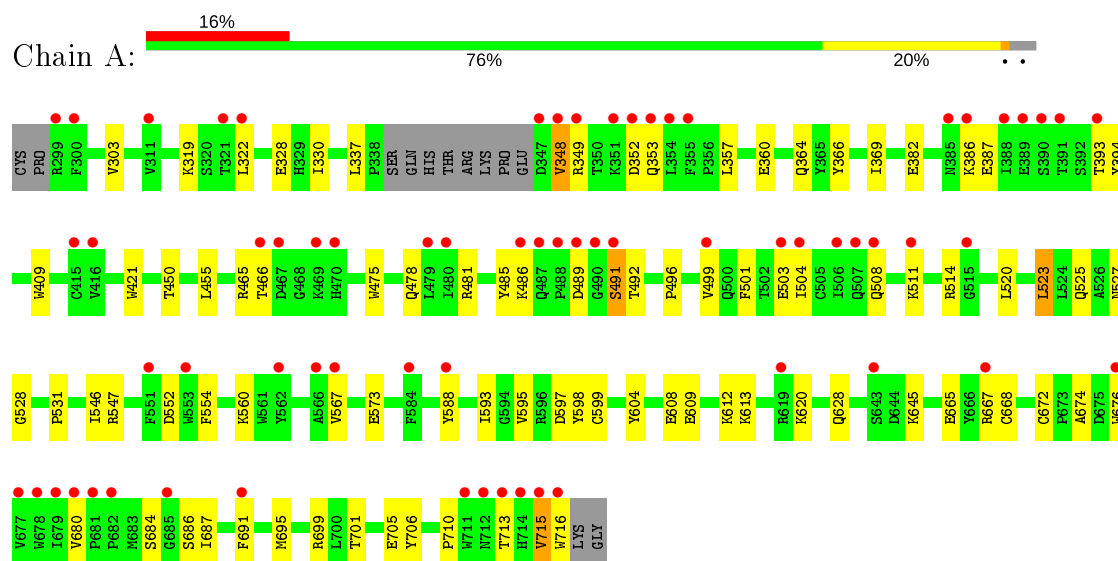 16%
Chain A:
76% 20% • •
CYS PRO R299 F300 V303 V311 K319 S320 T321 L322 E328 H329 I330 L337 P338 SER GLN HIS THR ARG LYS PRO GLU D347 V348 R349 T350 K351 D352 Q353 L354 F355 P356 L357 E360 Q364 Y365 Y366 I369 E382 N385 K386 E387 I388 E389 S390 T391 S392 T393 Y394
W409 C415 V416 W421 T450 L455 R465 T466 D467 G468 K469 H470 W475 Q478 L479 I480 R481 Y485 K486 Q487 P488 D489 G490 S491 T492 P496 V499 Q500 F501 T502 E503 I504 C505 I506 Q507 Q508 K511 R514 G515 L520 L523 L524 Q525 A526 N527
G528 P531 I546 R547 F551 D552 W553 F554 K560 W561 Y562 A566 V567 E573 F584 Y588 I593 G594 V595 R596 D597 Y598 C599 Y604 E608 E609 K612 K613 R619 K620 Q628 S643 D644 K645 E665 Y666 R667 C668 C672 P673 A674 D675 W676
V677 W678 I679 V680 P681 P682 M683 S684 G685 S686 I687 F691 M695 R699 L700 T701 E705 Y706 P710 W711 N712 T713 H714 V715 W716 LYS GLY